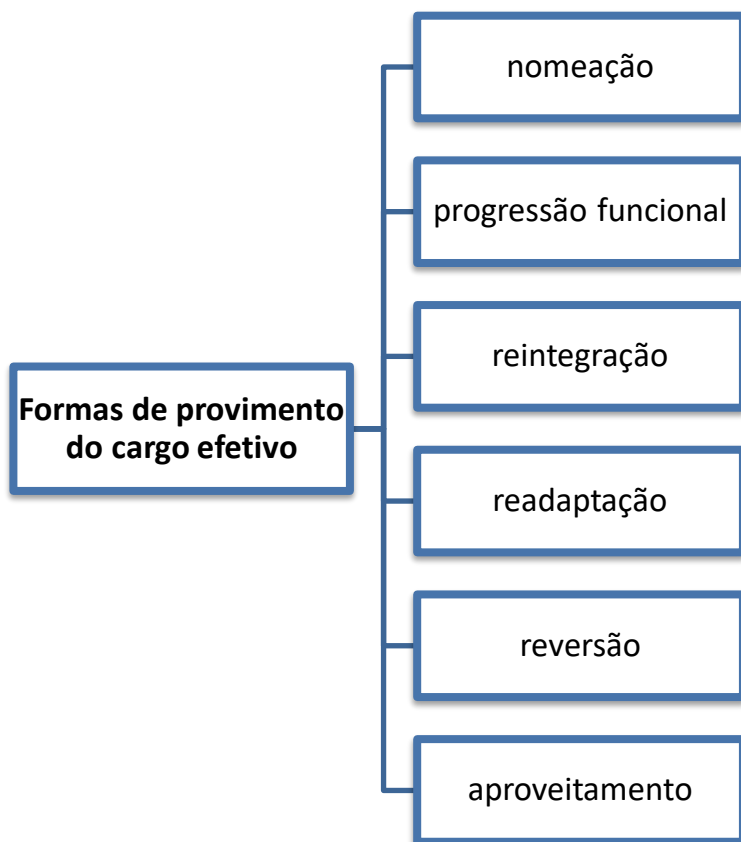 nomeação
progressão funcional
reintegração
Formas de provimento
do cargo efetivo
readaptação
reversão
aproveitamento